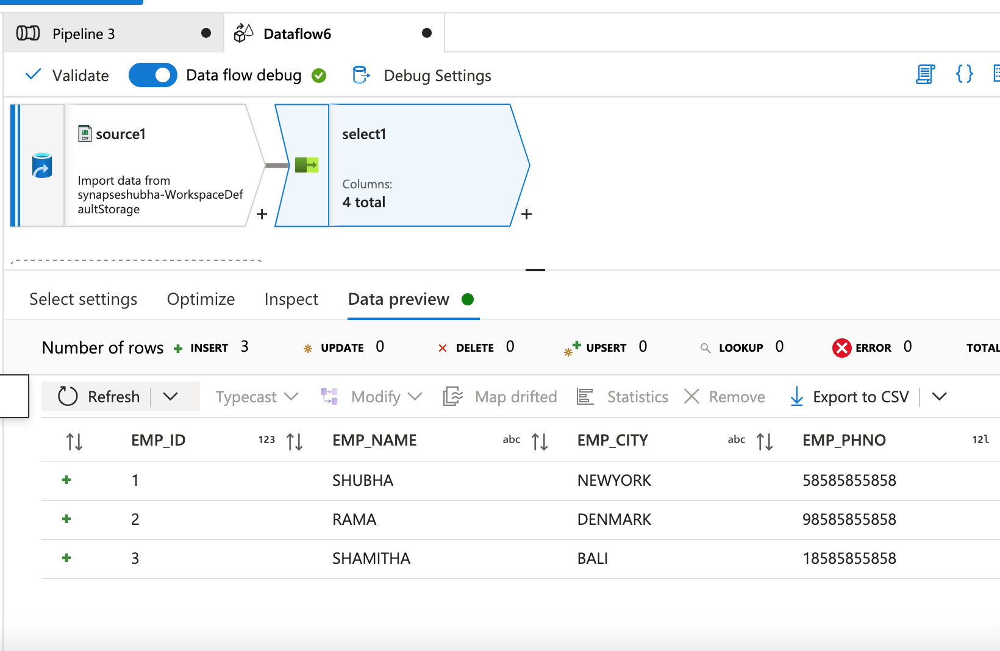 Pipeline 3
Dataflow6
Validate
Data flow debug
Debug Settings
{}
CSV
source1
Import data from
synapseshubha-WorkspaceDef
aultStorage
+
select1
Columns:
4 total
+
Select settings
Optimize
Inspect
Data preview
Number of rows + INSERT 3 UPDATE 0 DELETE 0 UPSERT 0 LOOKUP 0 ERROR 0 TOTAL
Refresh Typecast Modify Map drifted Statistics Remove Export to CSV
EMP_ID 123 EMP_NAME abc EMP_CITY abc EMP_PHNO 12l
+ 1 SHUBHA NEWYORK 58585855858
+ 2 RAMA DENMARK 98585855858
+ 3 SHAMITHA BALI 18585855858